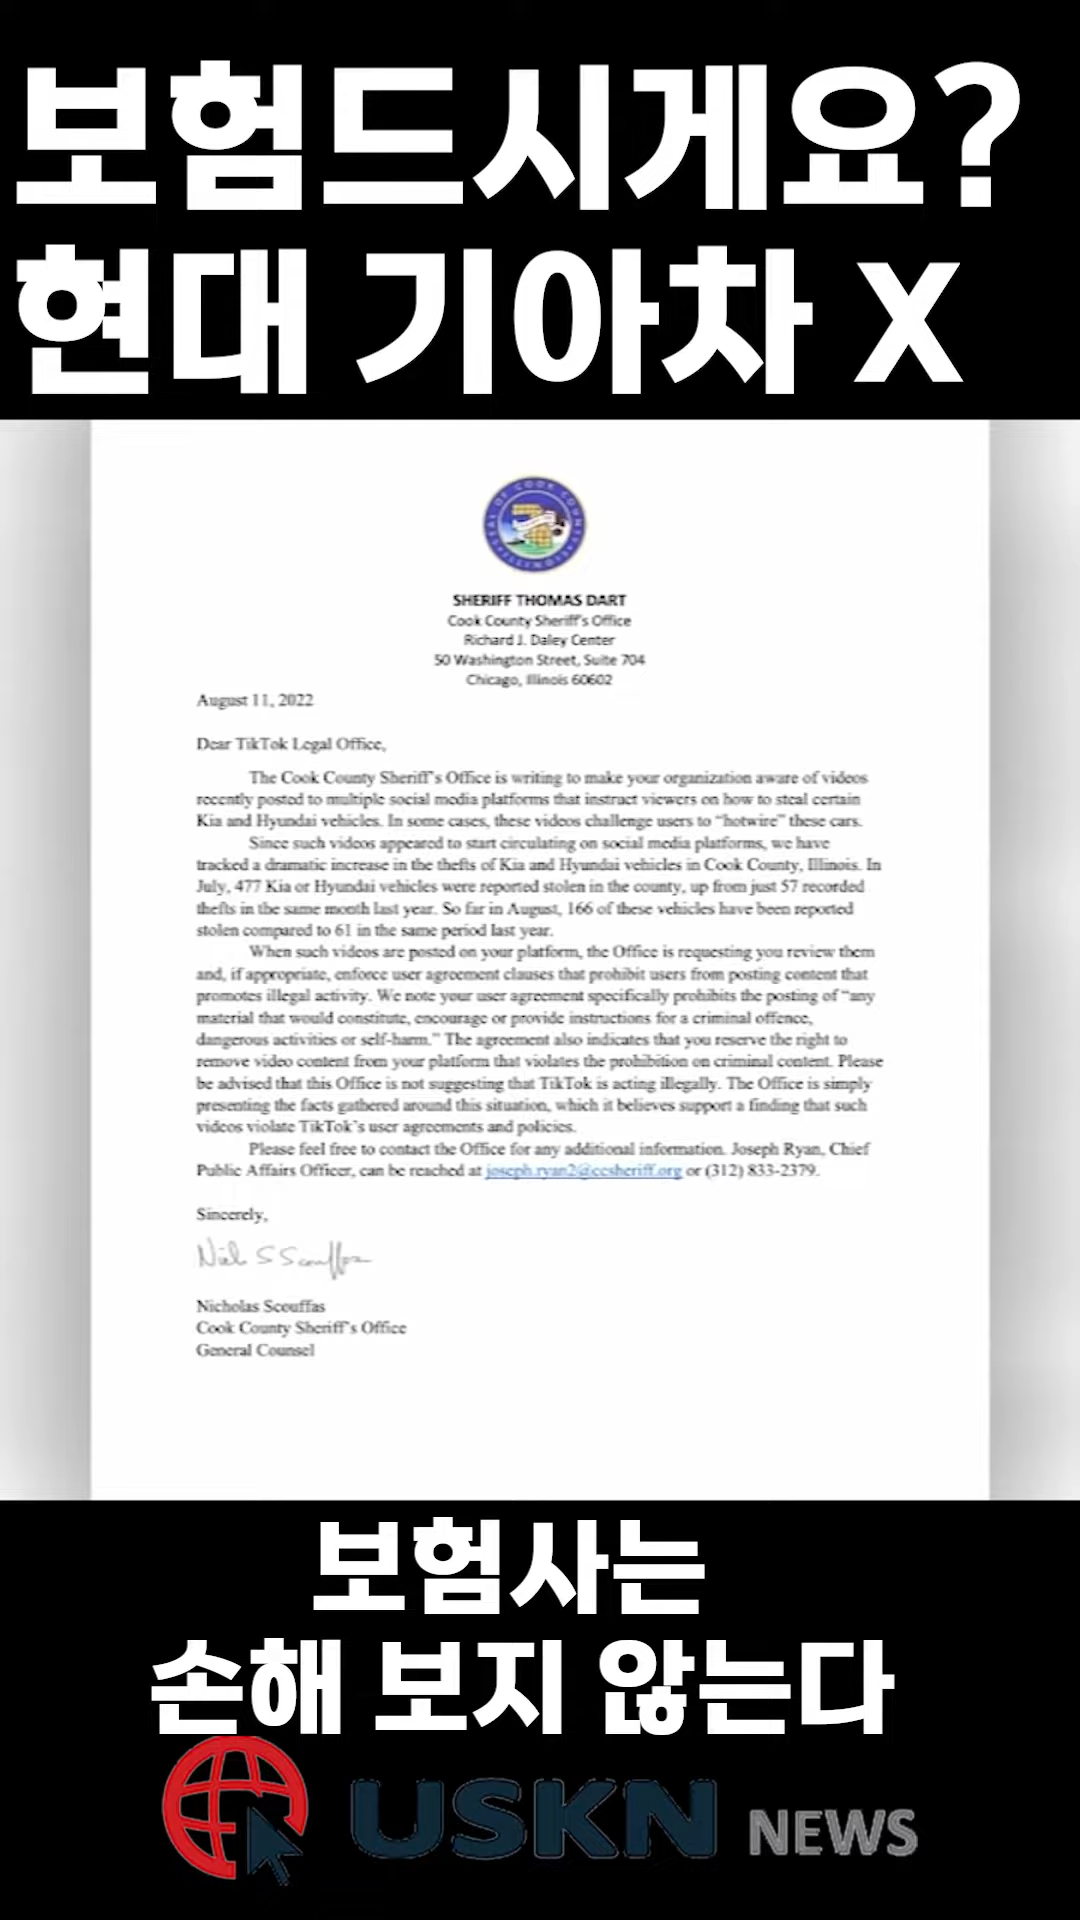 보험드시게요?
현대 기아차 X
SEAL OF COOK COUNTY
ILLINOIS
SHERIFF THOMAS DART
Cook County Sheriff's Office
Richard J. Daley Center
50 Washington Street, Suite 704
Chicago, Illinois 60602
August 11, 2022
Dear TikTok Legal Office,
The Cook County Sheriff's Office is writing to make your organization aware of videos
recently posted to multiple social media platforms that instruct viewers on how to steal certain
Kia and Hyundai vehicles. In some cases, these videos challenge users to "hotwire" these cars.
Since such videos appeared to start circulating on social media platforms, we have
tracked a dramatic increase in the thefts of Kia and Hyundai vehicles in Cook County, Illinois. In
July, 477 Kia or Hyundai vehicles were reported stolen in the county, up from just 57 recorded
thefts in the same month last year. So far in August, 166 of these vehicles have been reported
stolen compared to 61 in the same period last year.
When such videos are posted on your platform, the Office is requesting you review them
and, if appropriate, enforce user agreement clauses that prohibit users from posting content that
promotes illegal activity. We note your user agreement specifically prohibits the posting of "any
material that would constitute, encourage or provide instructions for a criminal offence,
dangerous activities or self-harm." The agreement also indicates that you reserve the right to
remove video content from your platform that violates the prohibition on criminal content. Please
be advised that this Office is not suggesting that TikTok is acting illegally. The Office is simply
presenting the facts gathered around this situation, which it believes support a finding that such
videos violate TikTok's user agreements and policies.
Please feel free to contact the Office for any additional information. Joseph Ryan, Chief
Public Affairs Officer, can be reached at joseph.ryan2@ccsheriff.org or (312) 833-2379.
Sincerely,
Nicholas Scouffas
Cook County Sheriff's Office
General Counsel
보험사는
손해 보지 않는다
USKN NEWS